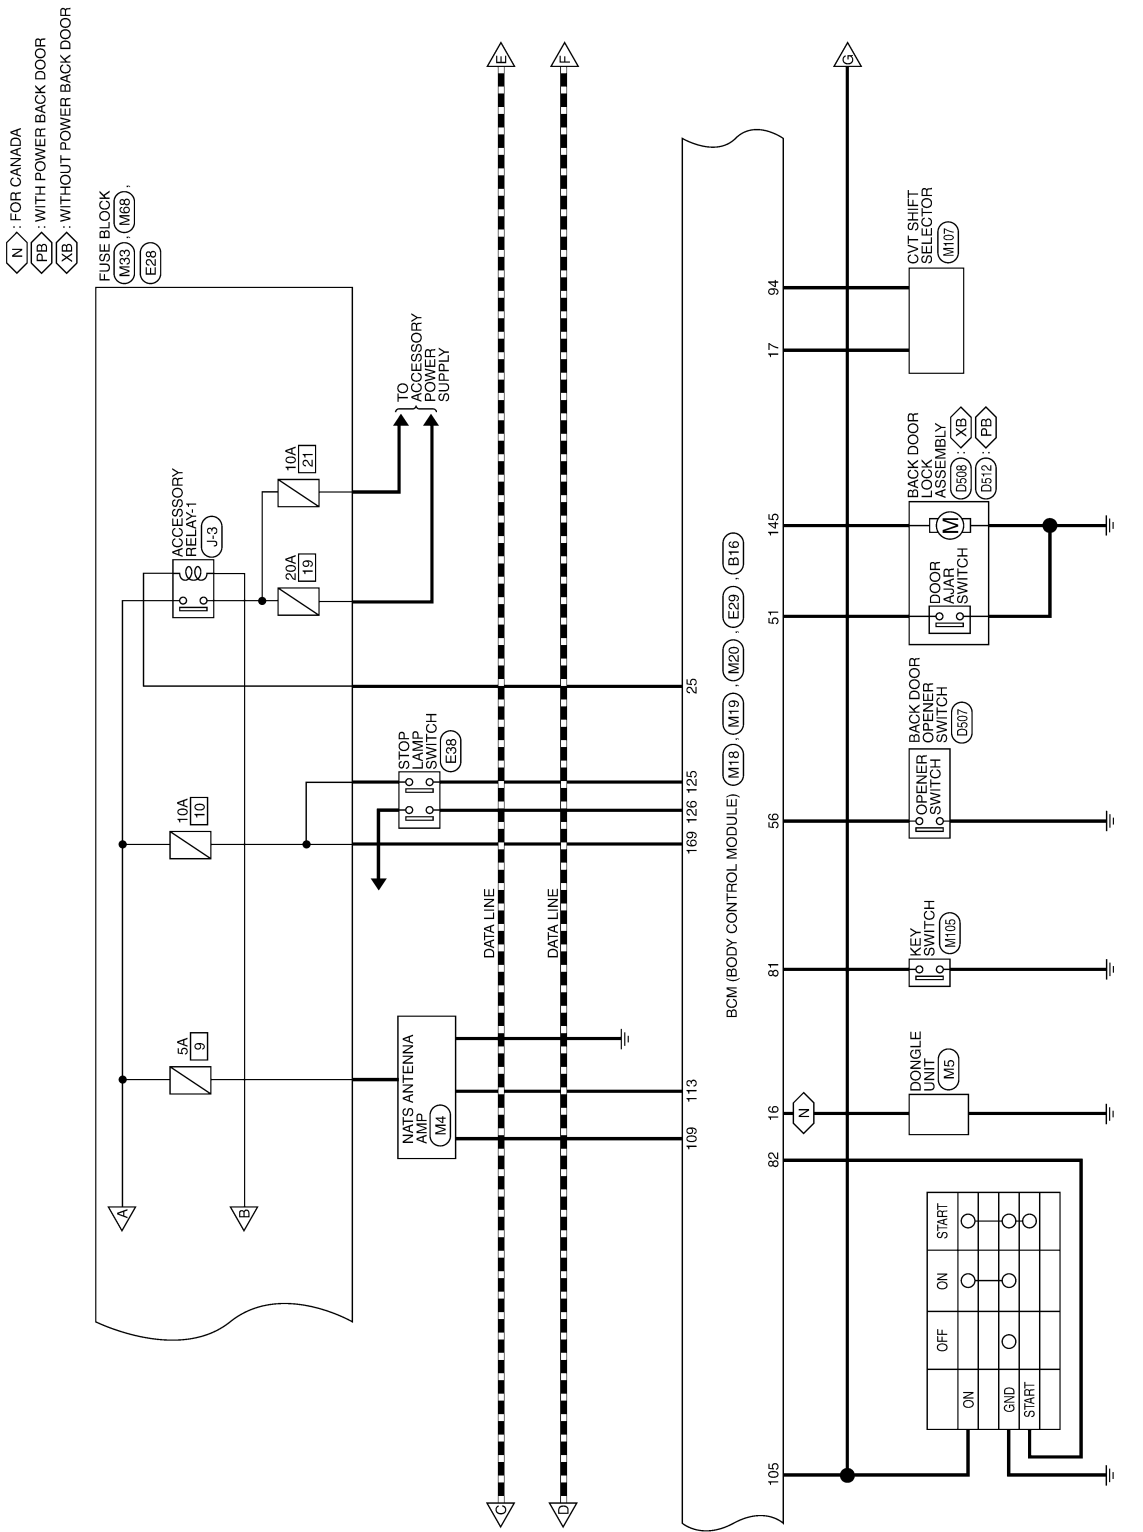 N : FOR CANADA
PB : WITH POWER BACK DOOR
XB : WITHOUT POWER BACK DOOR
FUSE BLOCK
M33 , M68 ,
E28
A
B
5A
9
10A
10
ACCESSORY
RELAY-1
J-3
20A
19
10A
21
TO
ACCESSORY
POWER
SUPPLY
NATS ANTENNA
AMP
M4
STOP
LAMP
SWITCH
E38
C
DATA LINE
E
D
DATA LINE
F
109
113
169
126
125
25
BCM (BODY CONTROL MODULE) M18 , M19 , M20 , E29 , B16
105
82
16
81
56
51
145
17
94
N
G
OFF
ON
START
ON
GND
START
DONGLE
UNIT
M5
KEY
SWITCH
M105
BACK DOOR
OPENER
SWITCH
D507
OPENER
SWITCH
BACK DOOR
LOCK
ASSEMBLY
D508 : XB
D512 : PB
DOOR
AJAR
SWITCH
M
CVT SHIFT
SELECTOR
M107